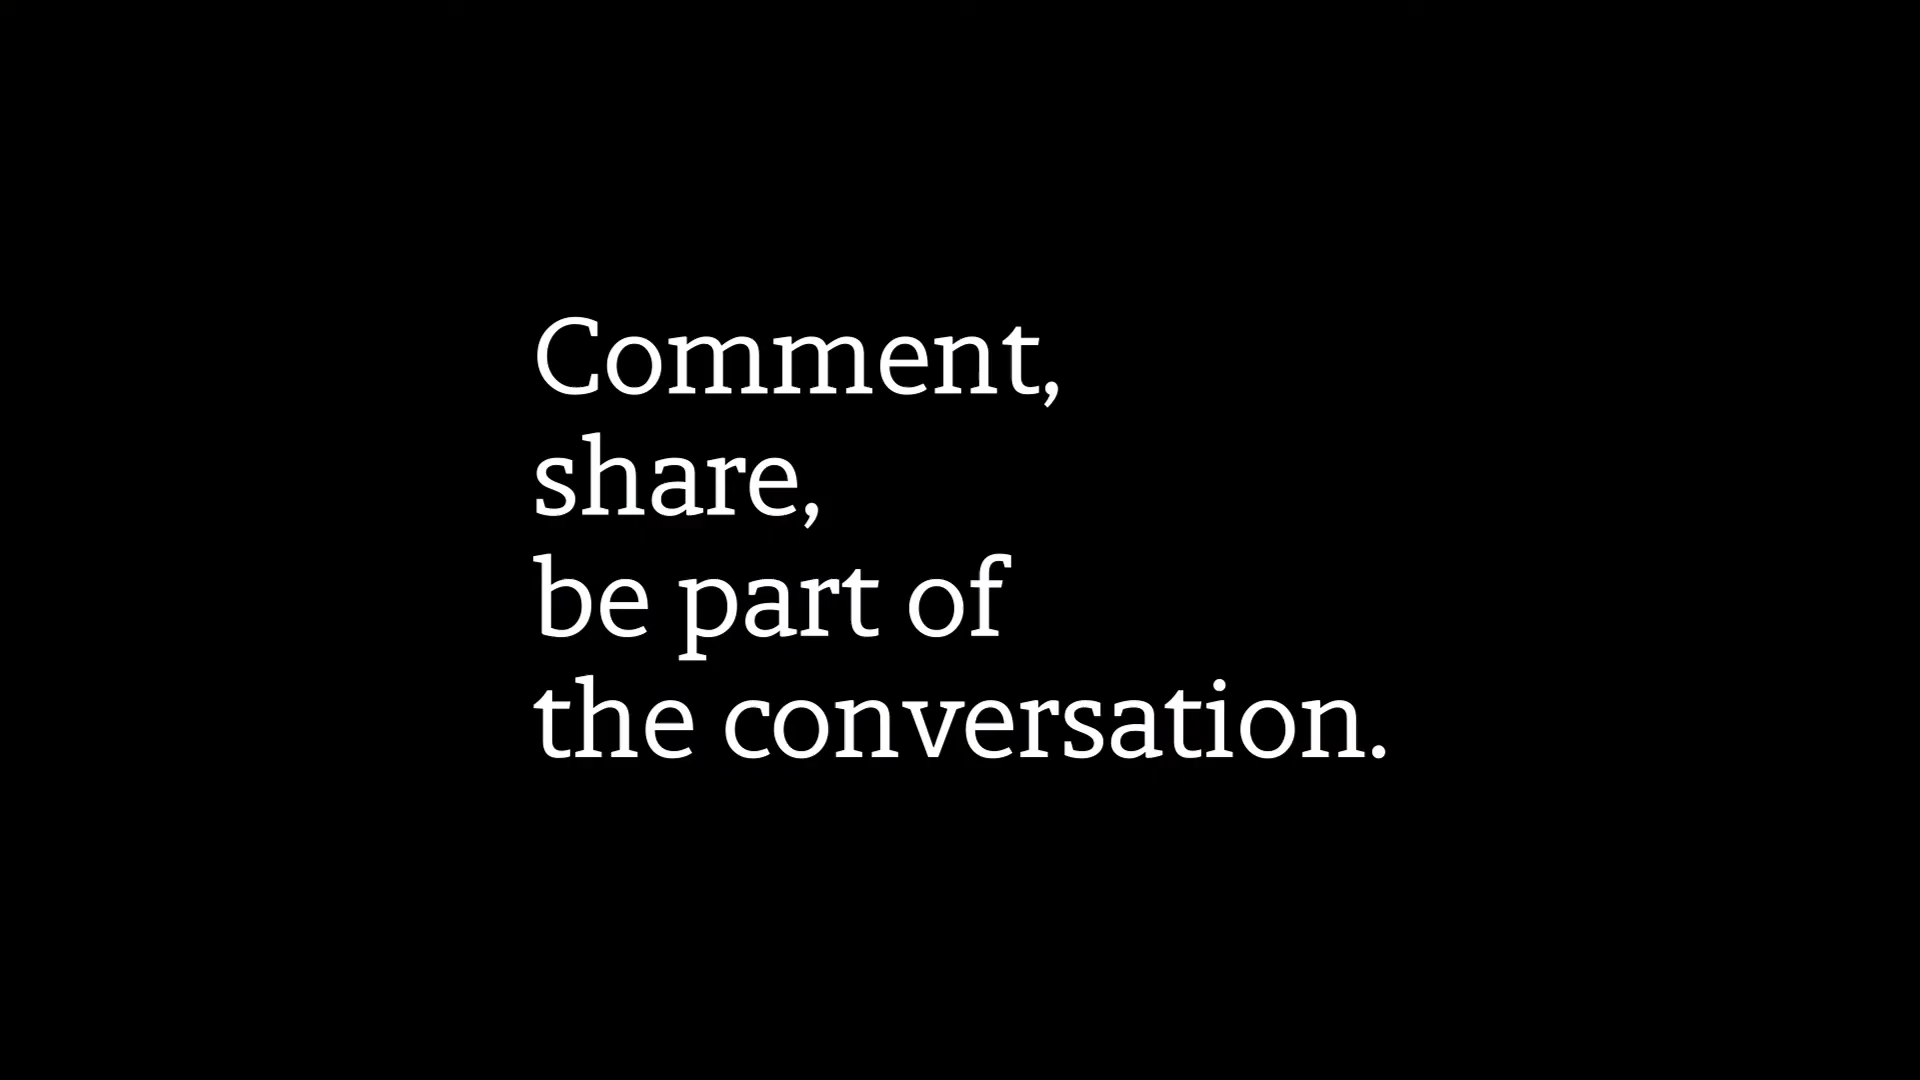 Comment,
share,
be part of
the conversation.